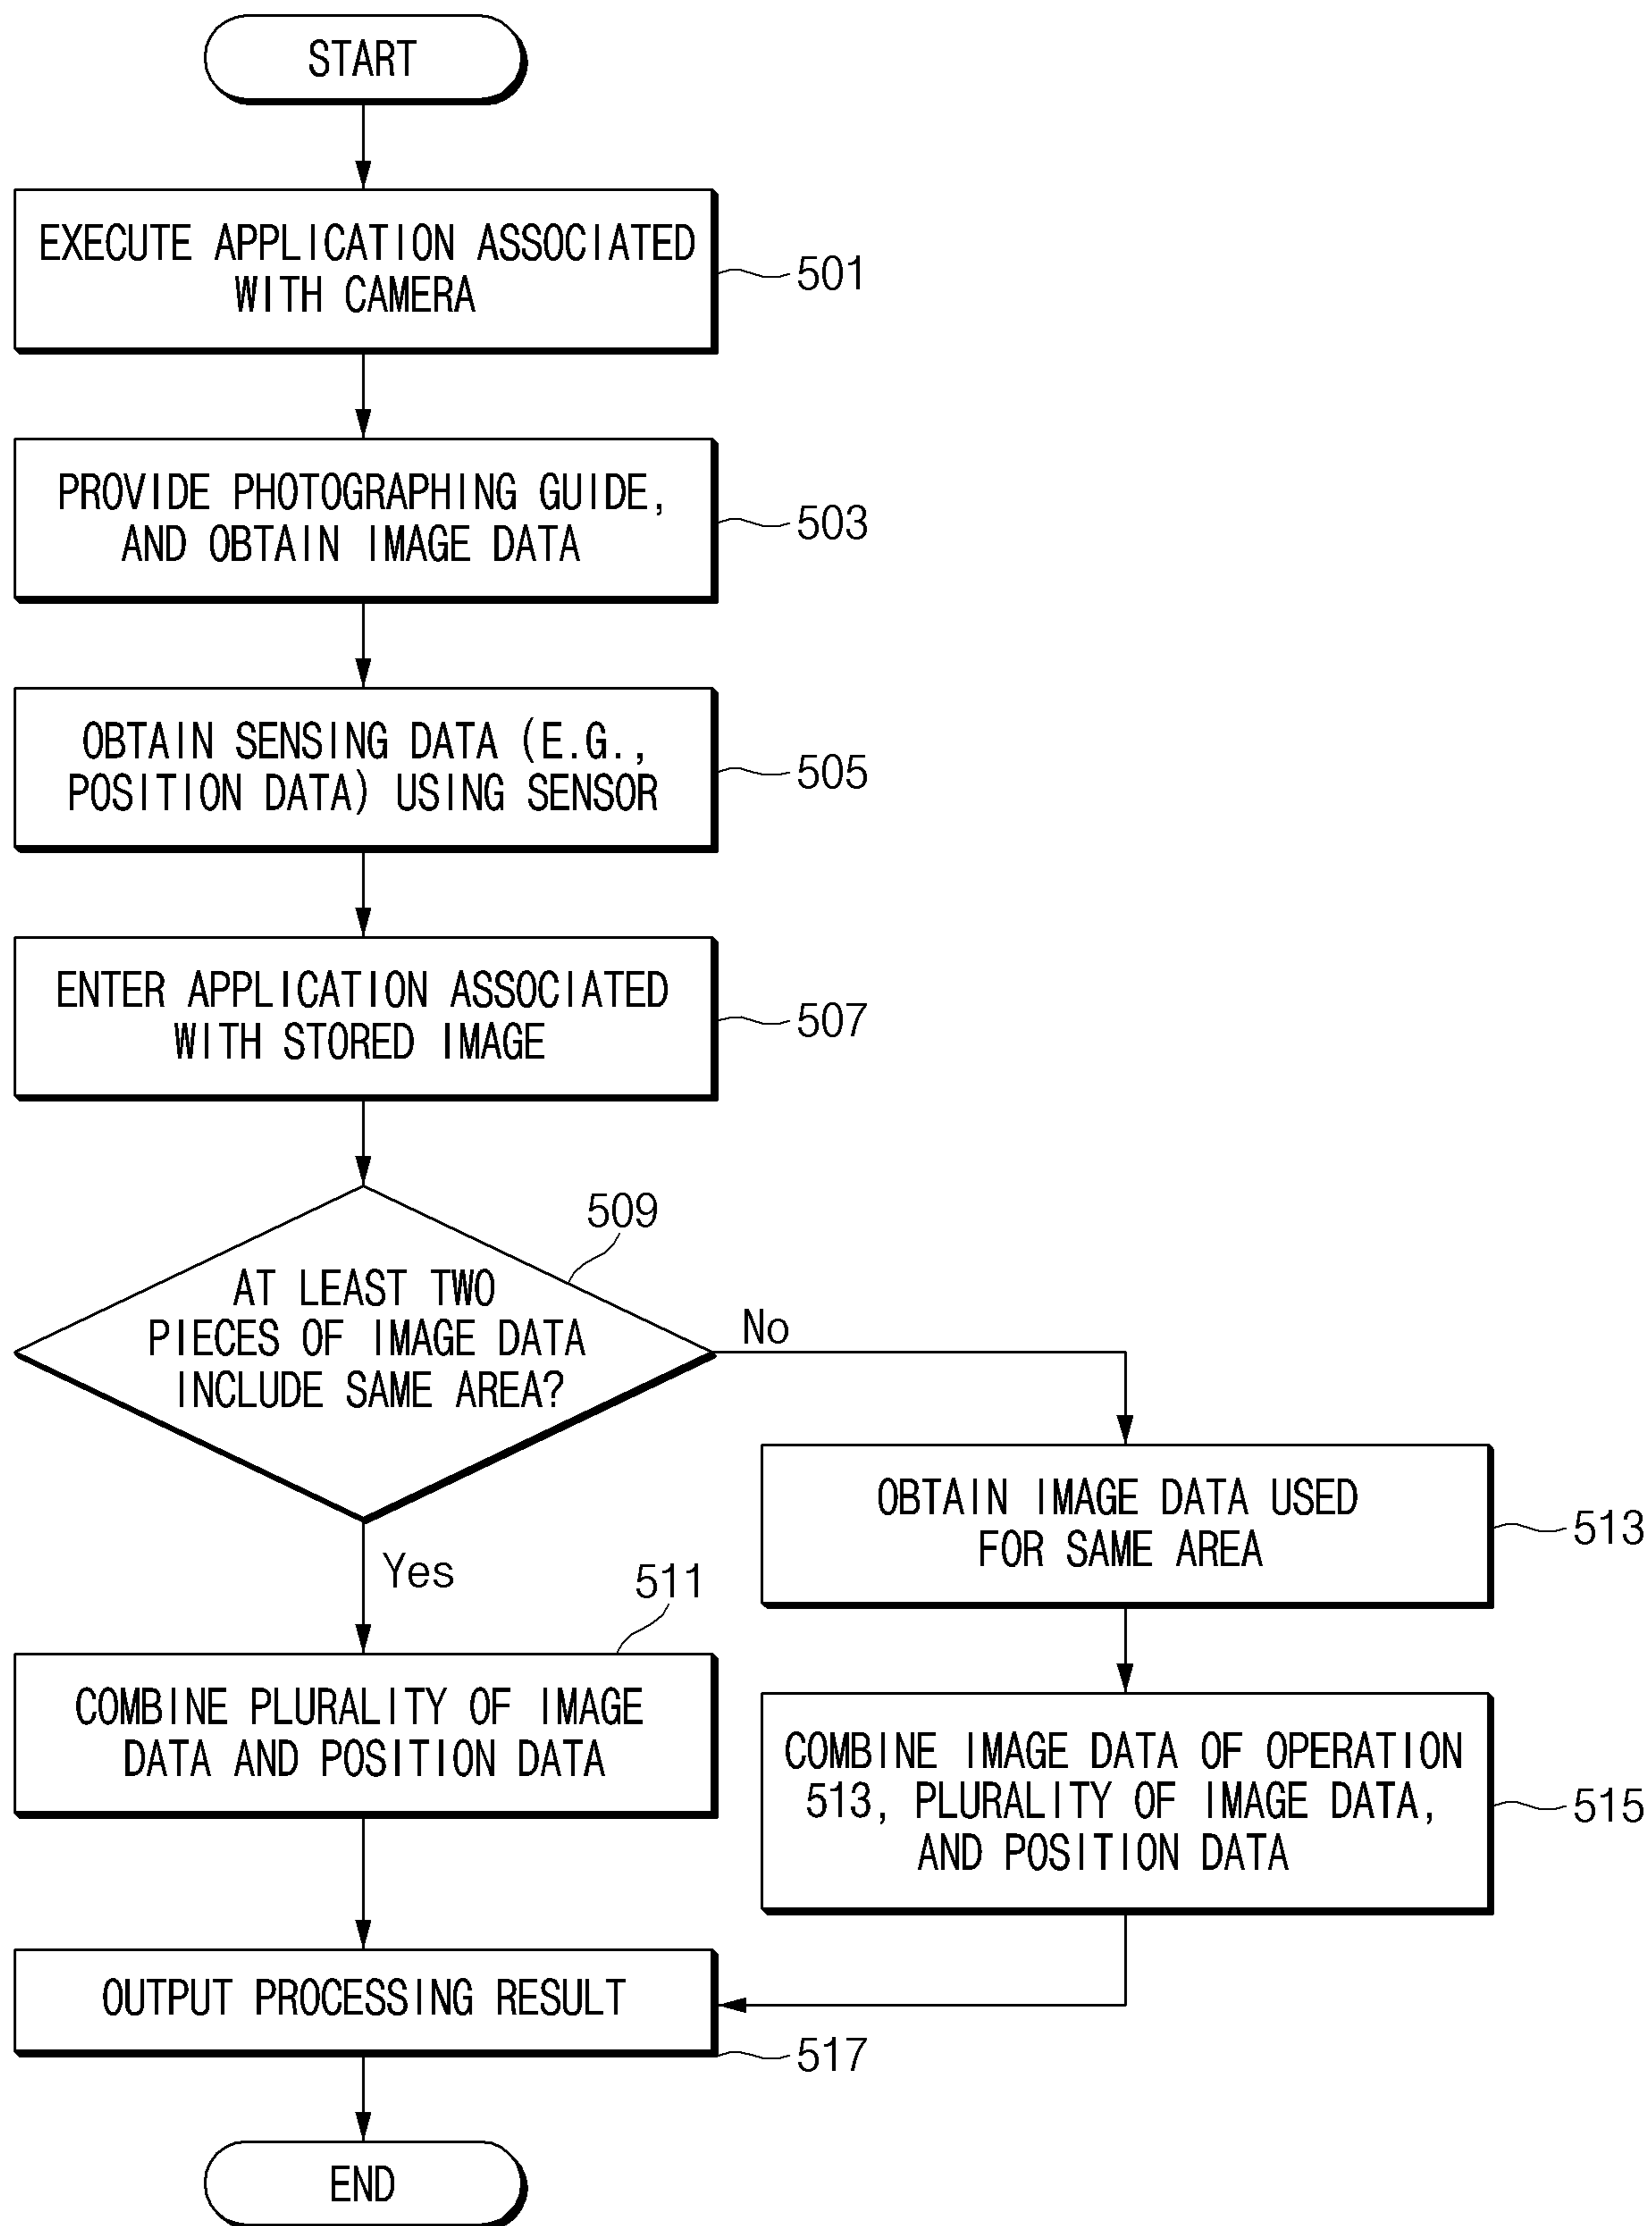 START
EXECUTE APPLICATION ASSOCIATED
WITH CAMERA
501
PROVIDE PHOTOGRAPHING GUIDE,
AND OBTAIN IMAGE DATA
503
OBTAIN SENSING DATA (E.G.,
POSITION DATA) USING SENSOR
505
ENTER APPLICATION ASSOCIATED
WITH STORED IMAGE
507
509
AT LEAST TWO
PIECES OF IMAGE DATA
INCLUDE SAME AREA?
No
Yes
511
COMBINE PLURALITY OF IMAGE
DATA AND POSITION DATA
OBTAIN IMAGE DATA USED
FOR SAME AREA
513
COMBINE IMAGE DATA OF OPERATION
513, PLURALITY OF IMAGE DATA,
AND POSITION DATA
515
OUTPUT PROCESSING RESULT
517
END